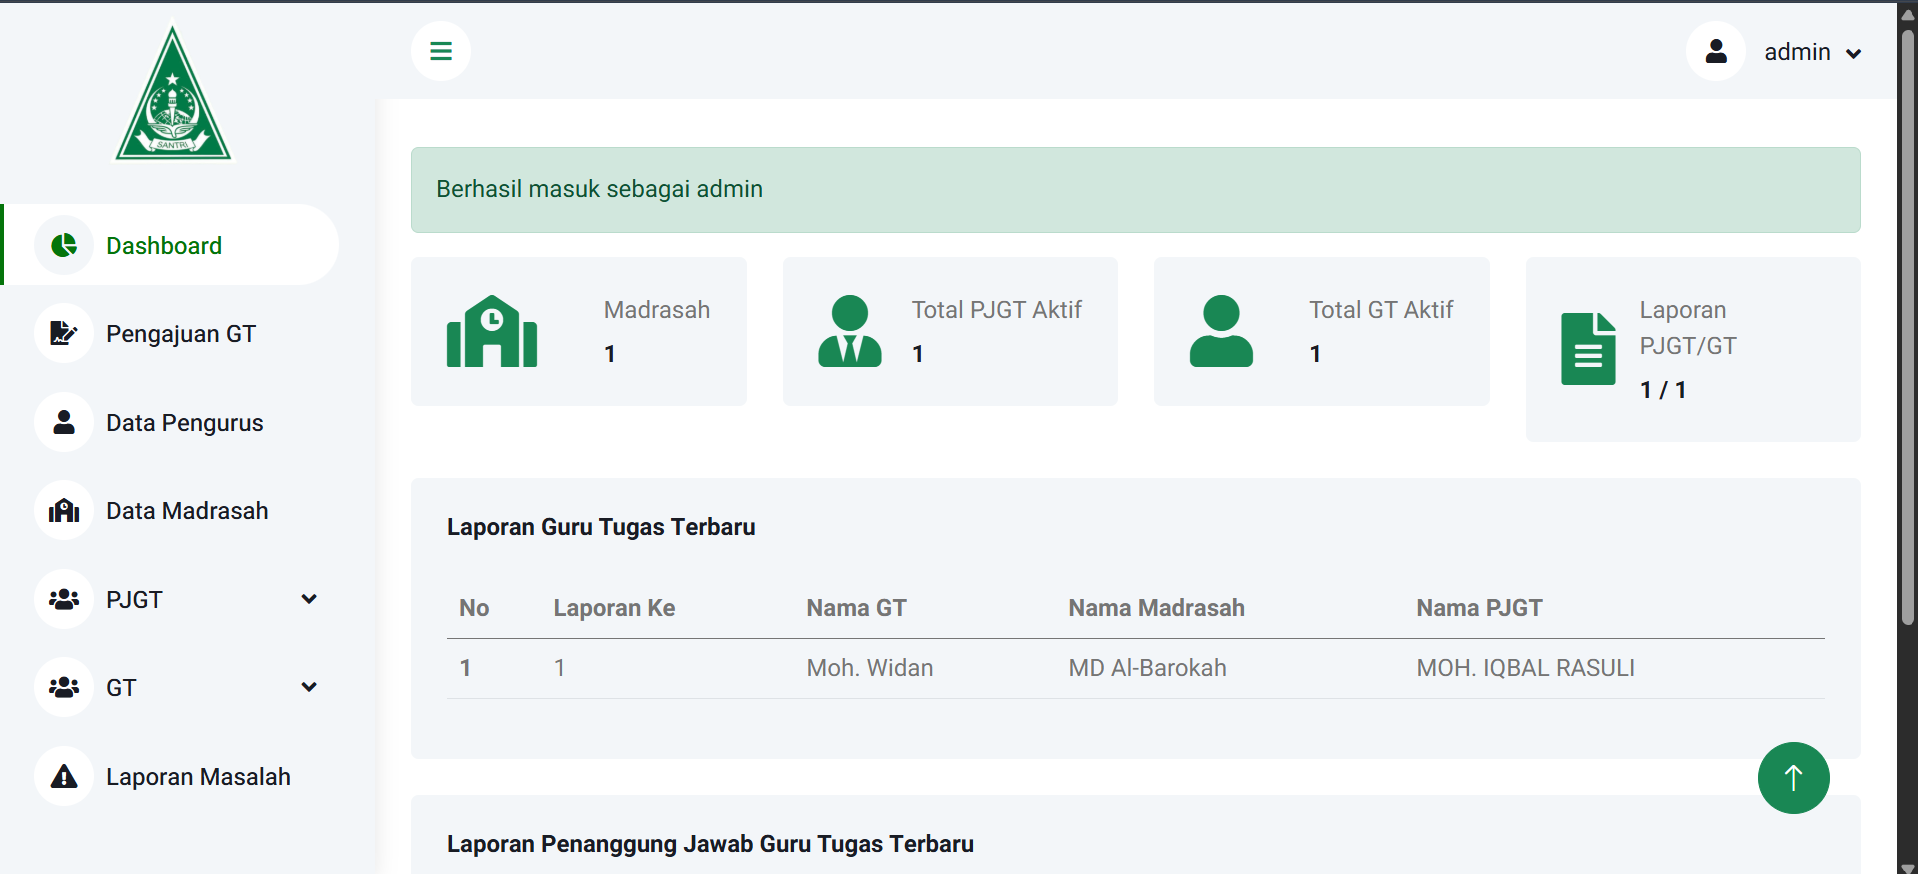 SANTRI
admin
Dashboard
Pengajuan GT
Data Pengurus
Data Madrasah
PJGT
GT
Laporan Masalah
Berhasil masuk sebagai admin
Madrasah
1
Total PJGT Aktif
1
Total GT Aktif
1
Laporan
PJGT/GT
1 / 1
Laporan Guru Tugas Terbaru
No Laporan Ke Nama GT Nama Madrasah Nama PJGT
1 1 Moh. Widan MD Al-Barokah MOH. IQBAL RASULI
Laporan Penanggung Jawab Guru Tugas Terbaru